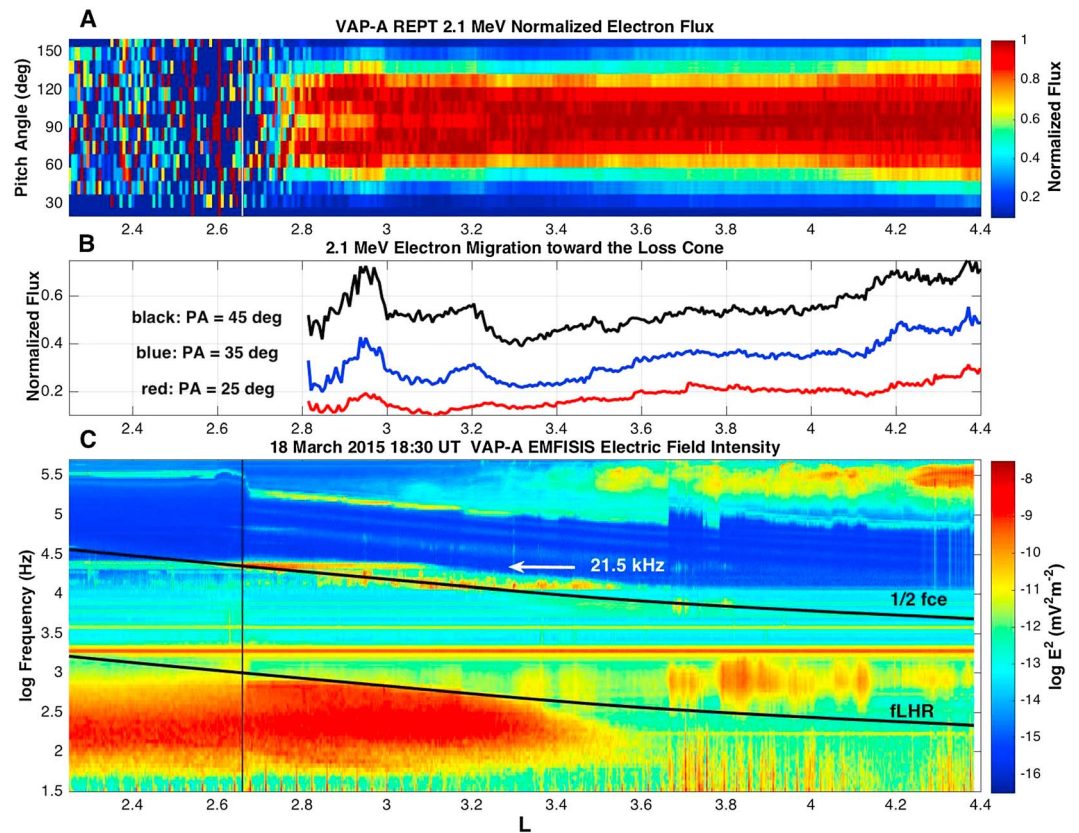 A
VAP-A REPT 2.1 MeV Normalized Electron Flux
Pitch Angle (deg)
150
120
90
60
30
2.4 2.6 2.8 3 3.2 3.4 3.6 3.8 4 4.2 4.4
1
0.8
0.6
0.4
0.2
Normalized Flux
B
2.1 MeV Electron Migration toward the Loss Cone
Normalized Flux
0.6
0.4
0.2
black: PA = 45 deg
blue: PA = 35 deg
red: PA = 25 deg
2.4 2.6 2.8 3 3.2 3.4 3.6 3.8 4 4.2 4.4
C
18 March 2015 18:30 UT VAP-A EMFISIS Electric Field Intensity
log Frequency (Hz)
5.5
5
4.5
4
3.5
3
2.5
2
1.5
21.5 kHz
1/2 fce
fLHR
2.4 2.6 2.8 3 3.2 3.4 3.6 3.8 4 4.2 4.4
L
-8
-9
-10
-11
-12
-13
-14
-15
-16
log E² (mV²m⁻²)